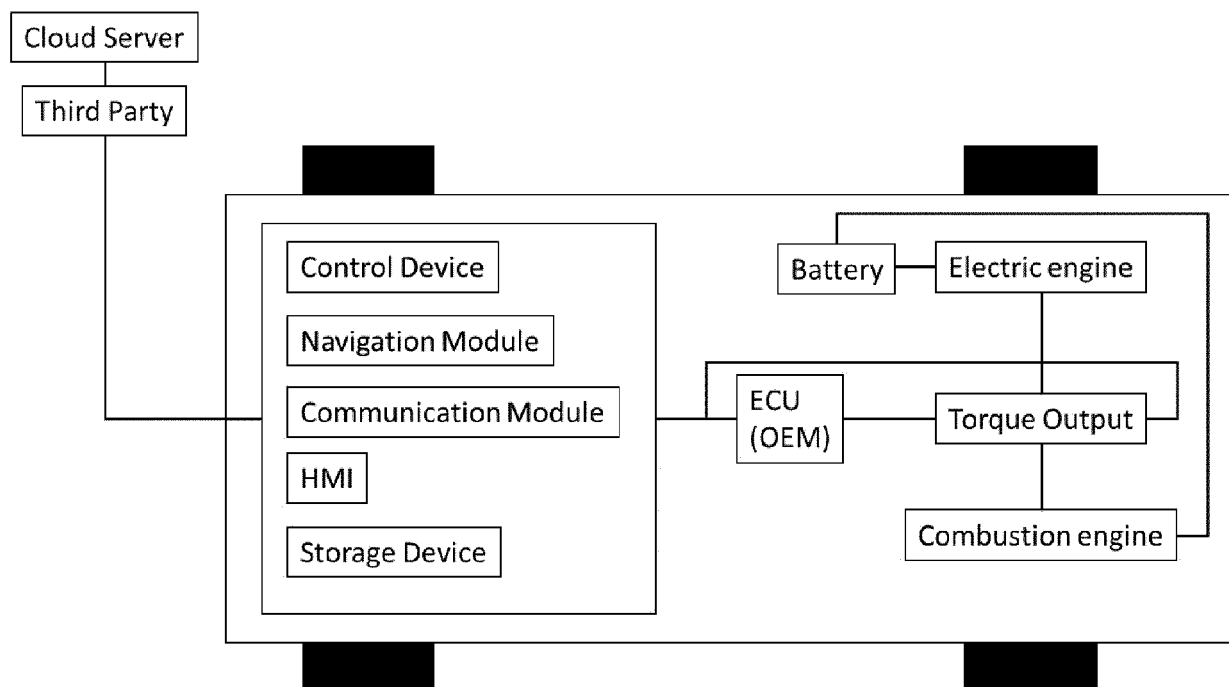 Cloud Server
Third Party
Control Device
Navigation Module
Communication Module
HMI
Storage Device
ECU
(OEM)
Battery
Electric engine
Torque Output
Combustion engine